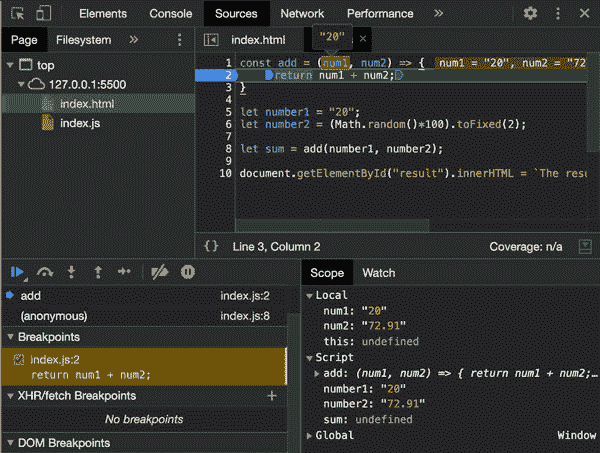 Elements Console Sources Network Performance »
Page Filesystem »
index.html
"20"
×
top
127.0.0.1:5500
index.html
index.js
1 const add = (num1, num2) => { num1 = "20", num2 = "72
2 return num1 + num2;
3 }
4
5 let number1 = "20";
6 let number2 = (Math.random()*100).toFixed(2);
7
8 let sum = add(number1, number2);
9
10 document.getElementById("result").innerHTML = `The resu
{} Line 3, Column 2 Coverage: n/a
add index.js:2
(anonymous) index.js:8
Breakpoints
index.js:2
return num1 + num2;
XHR/fetch Breakpoints +
No breakpoints
DOM Breakpoints
Scope Watch
Local
num1: "20"
num2: "72.91"
this: undefined
Script
add: (num1, num2) => { return num1 + num2;…
number1: "20"
number2: "72.91"
sum: undefined
Global Window